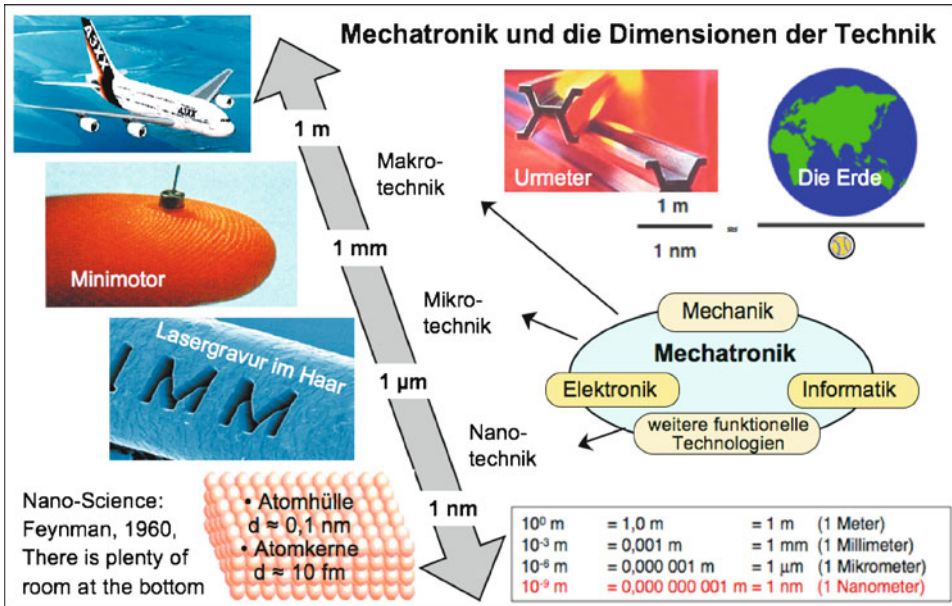 Mechatronik und die Dimensionen der Technik
A3XX
A3XX
1 m
Makro-
technik
Urmeter
Die Erde
1 m
1 nm
≈
Minimotor
1 mm
Mikro-
technik
Mechanik
Mechatronik
Elektronik
Informatik
weitere funktionelle
Technologien
Lasergravur im Haar
IMM
1 µm
Nano-
technik
1 nm
Nano-Science:
Feynman, 1960,
There is plenty of
room at the bottom
• Atomhülle
d ≈ 0,1 nm
• Atomkerne
d ≈ 10 fm
10⁰ m = 1,0 m = 1 m (1 Meter)
10⁻³ m = 0,001 m = 1 mm (1 Millimeter)
10⁻⁶ m = 0,000 001 m = 1 µm (1 Mikrometer)
10⁻⁹ m = 0,000 000 001 m = 1 nm (1 Nanometer)